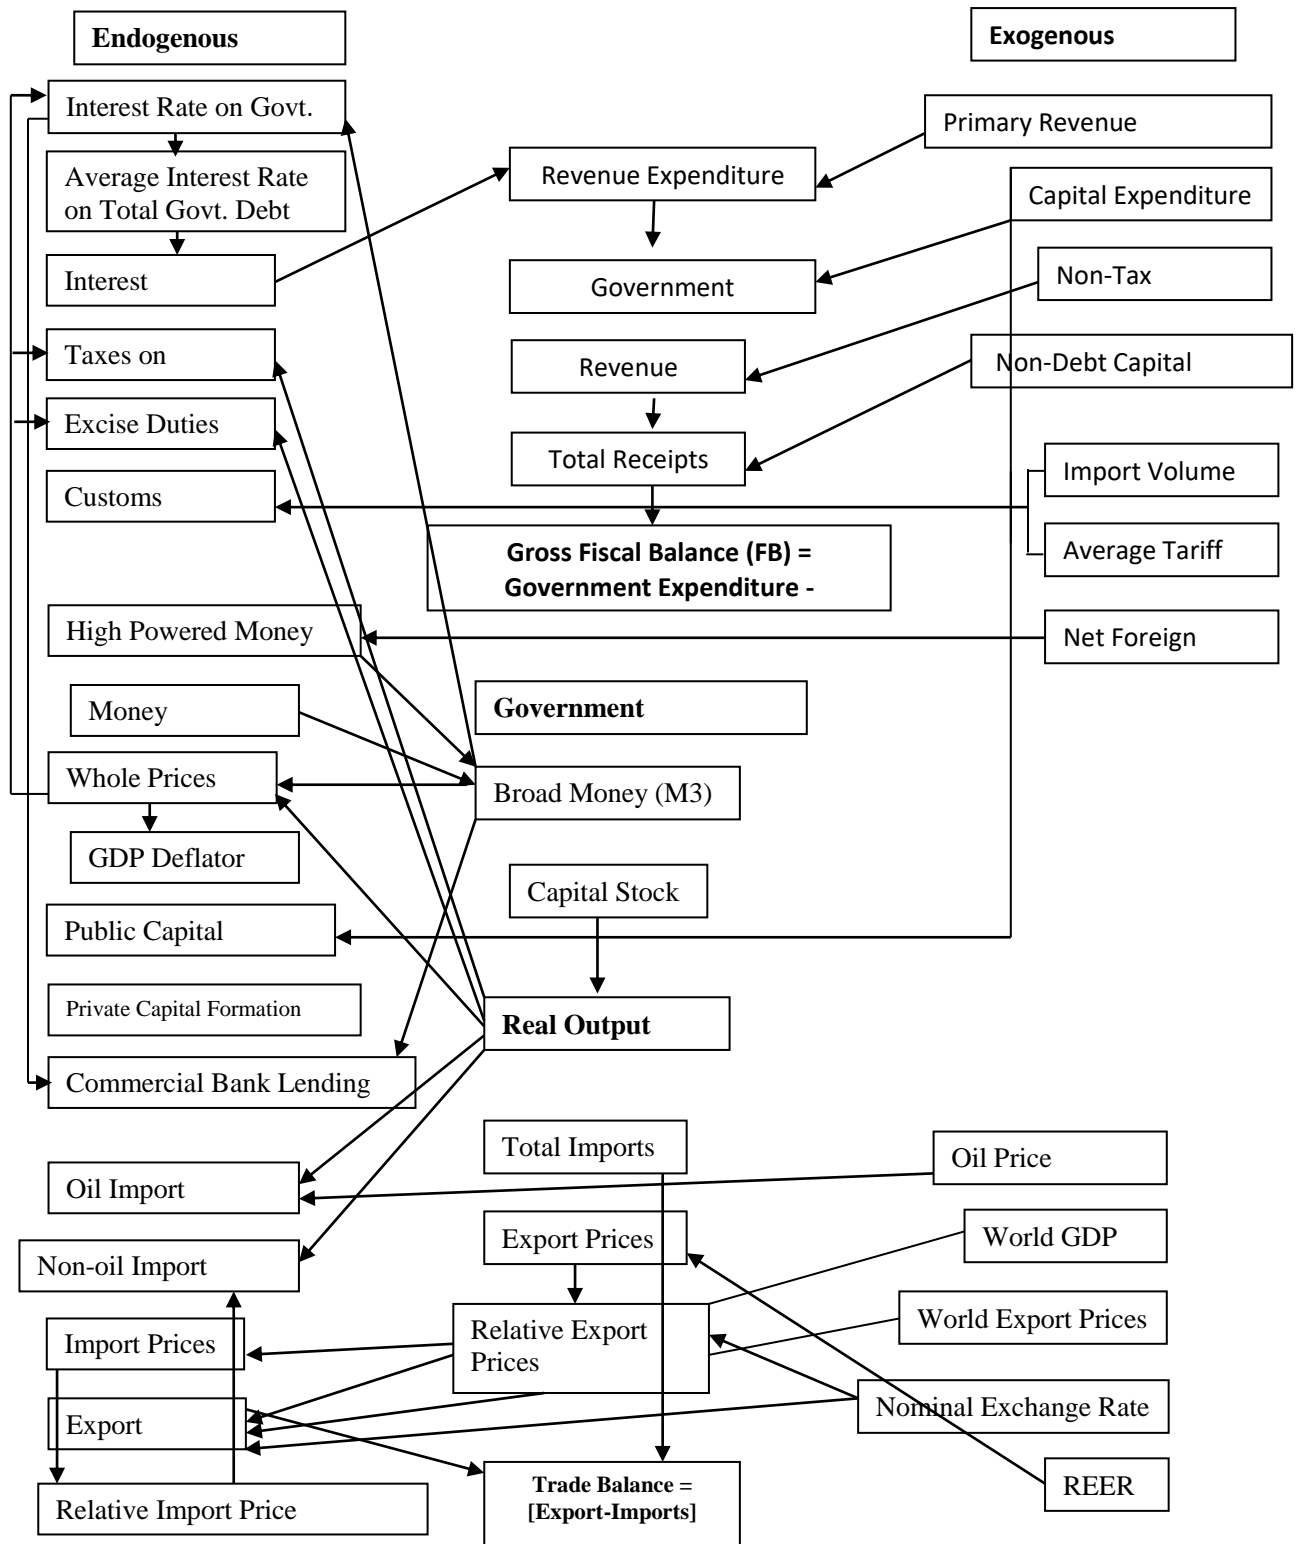 Endogenous
Exogenous
Interest Rate on Govt.
Primary Revenue
Average Interest Rate
on Total Govt. Debt
Revenue Expenditure
Capital Expenditure
Interest
Government
Non-Tax
Taxes on
Revenue
Non-Debt Capital
Excise Duties
Total Receipts
Import Volume
Customs
Average Tariff
Gross Fiscal Balance (FB) =
Government Expenditure -
High Powered Money
Net Foreign
Money
Government
Whole Prices
Broad Money (M3)
GDP Deflator
Capital Stock
Public Capital
Private Capital Formation
Real Output
Commercial Bank Lending
Total Imports
Oil Price
Oil Import
Export Prices
World GDP
Non-oil Import
Import Prices
Relative Export
Prices
World Export Prices
Export
Nominal Exchange Rate
Relative Import Price
Trade Balance =
[Export-Imports]
REER